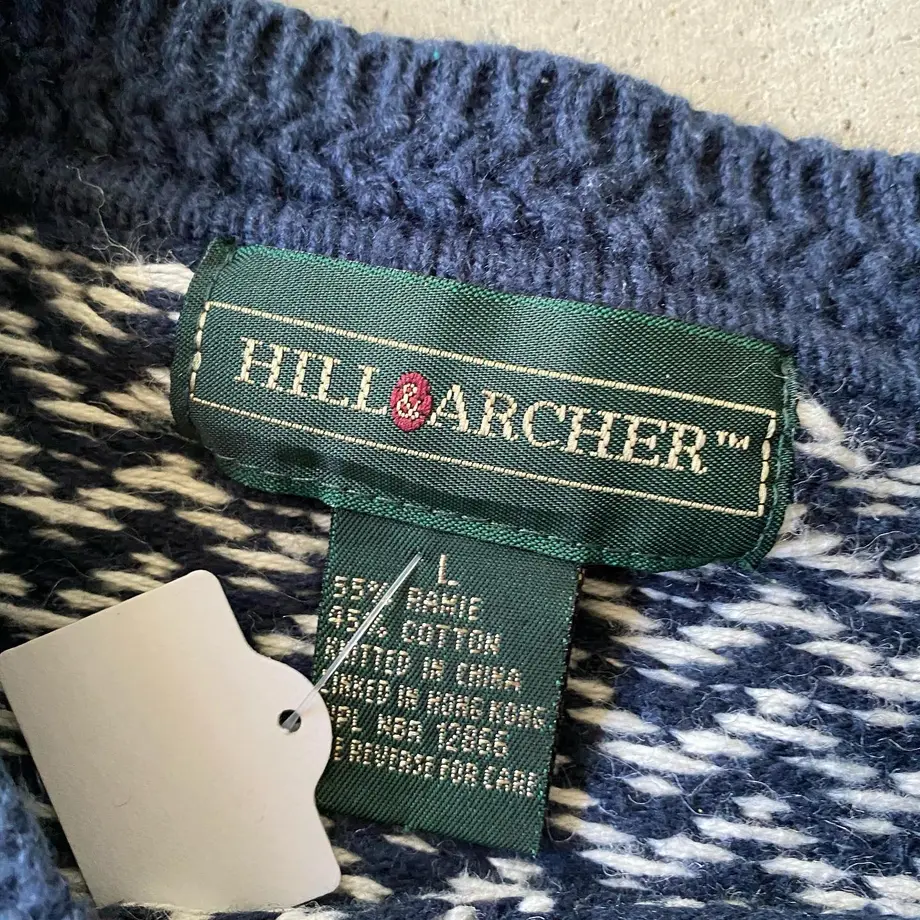 HILL&ARCHER™
L
55% RAMIE
45% COTTON
KNITTED IN CHINA
IN HONG KONG
NBR 12866
REVERSE FOR CARE